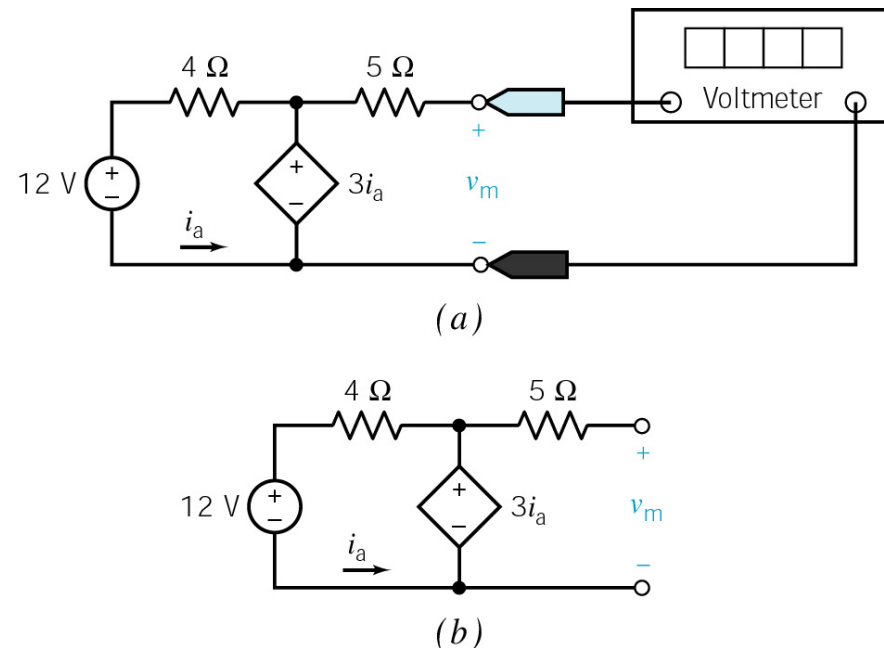 4 Ω 5 Ω
Voltmeter
+
12 V + − + − 3iₐ vₘ
iₐ
−
(a)
4 Ω 5 Ω
+
12 V + − + − 3iₐ vₘ
iₐ
−
(b)